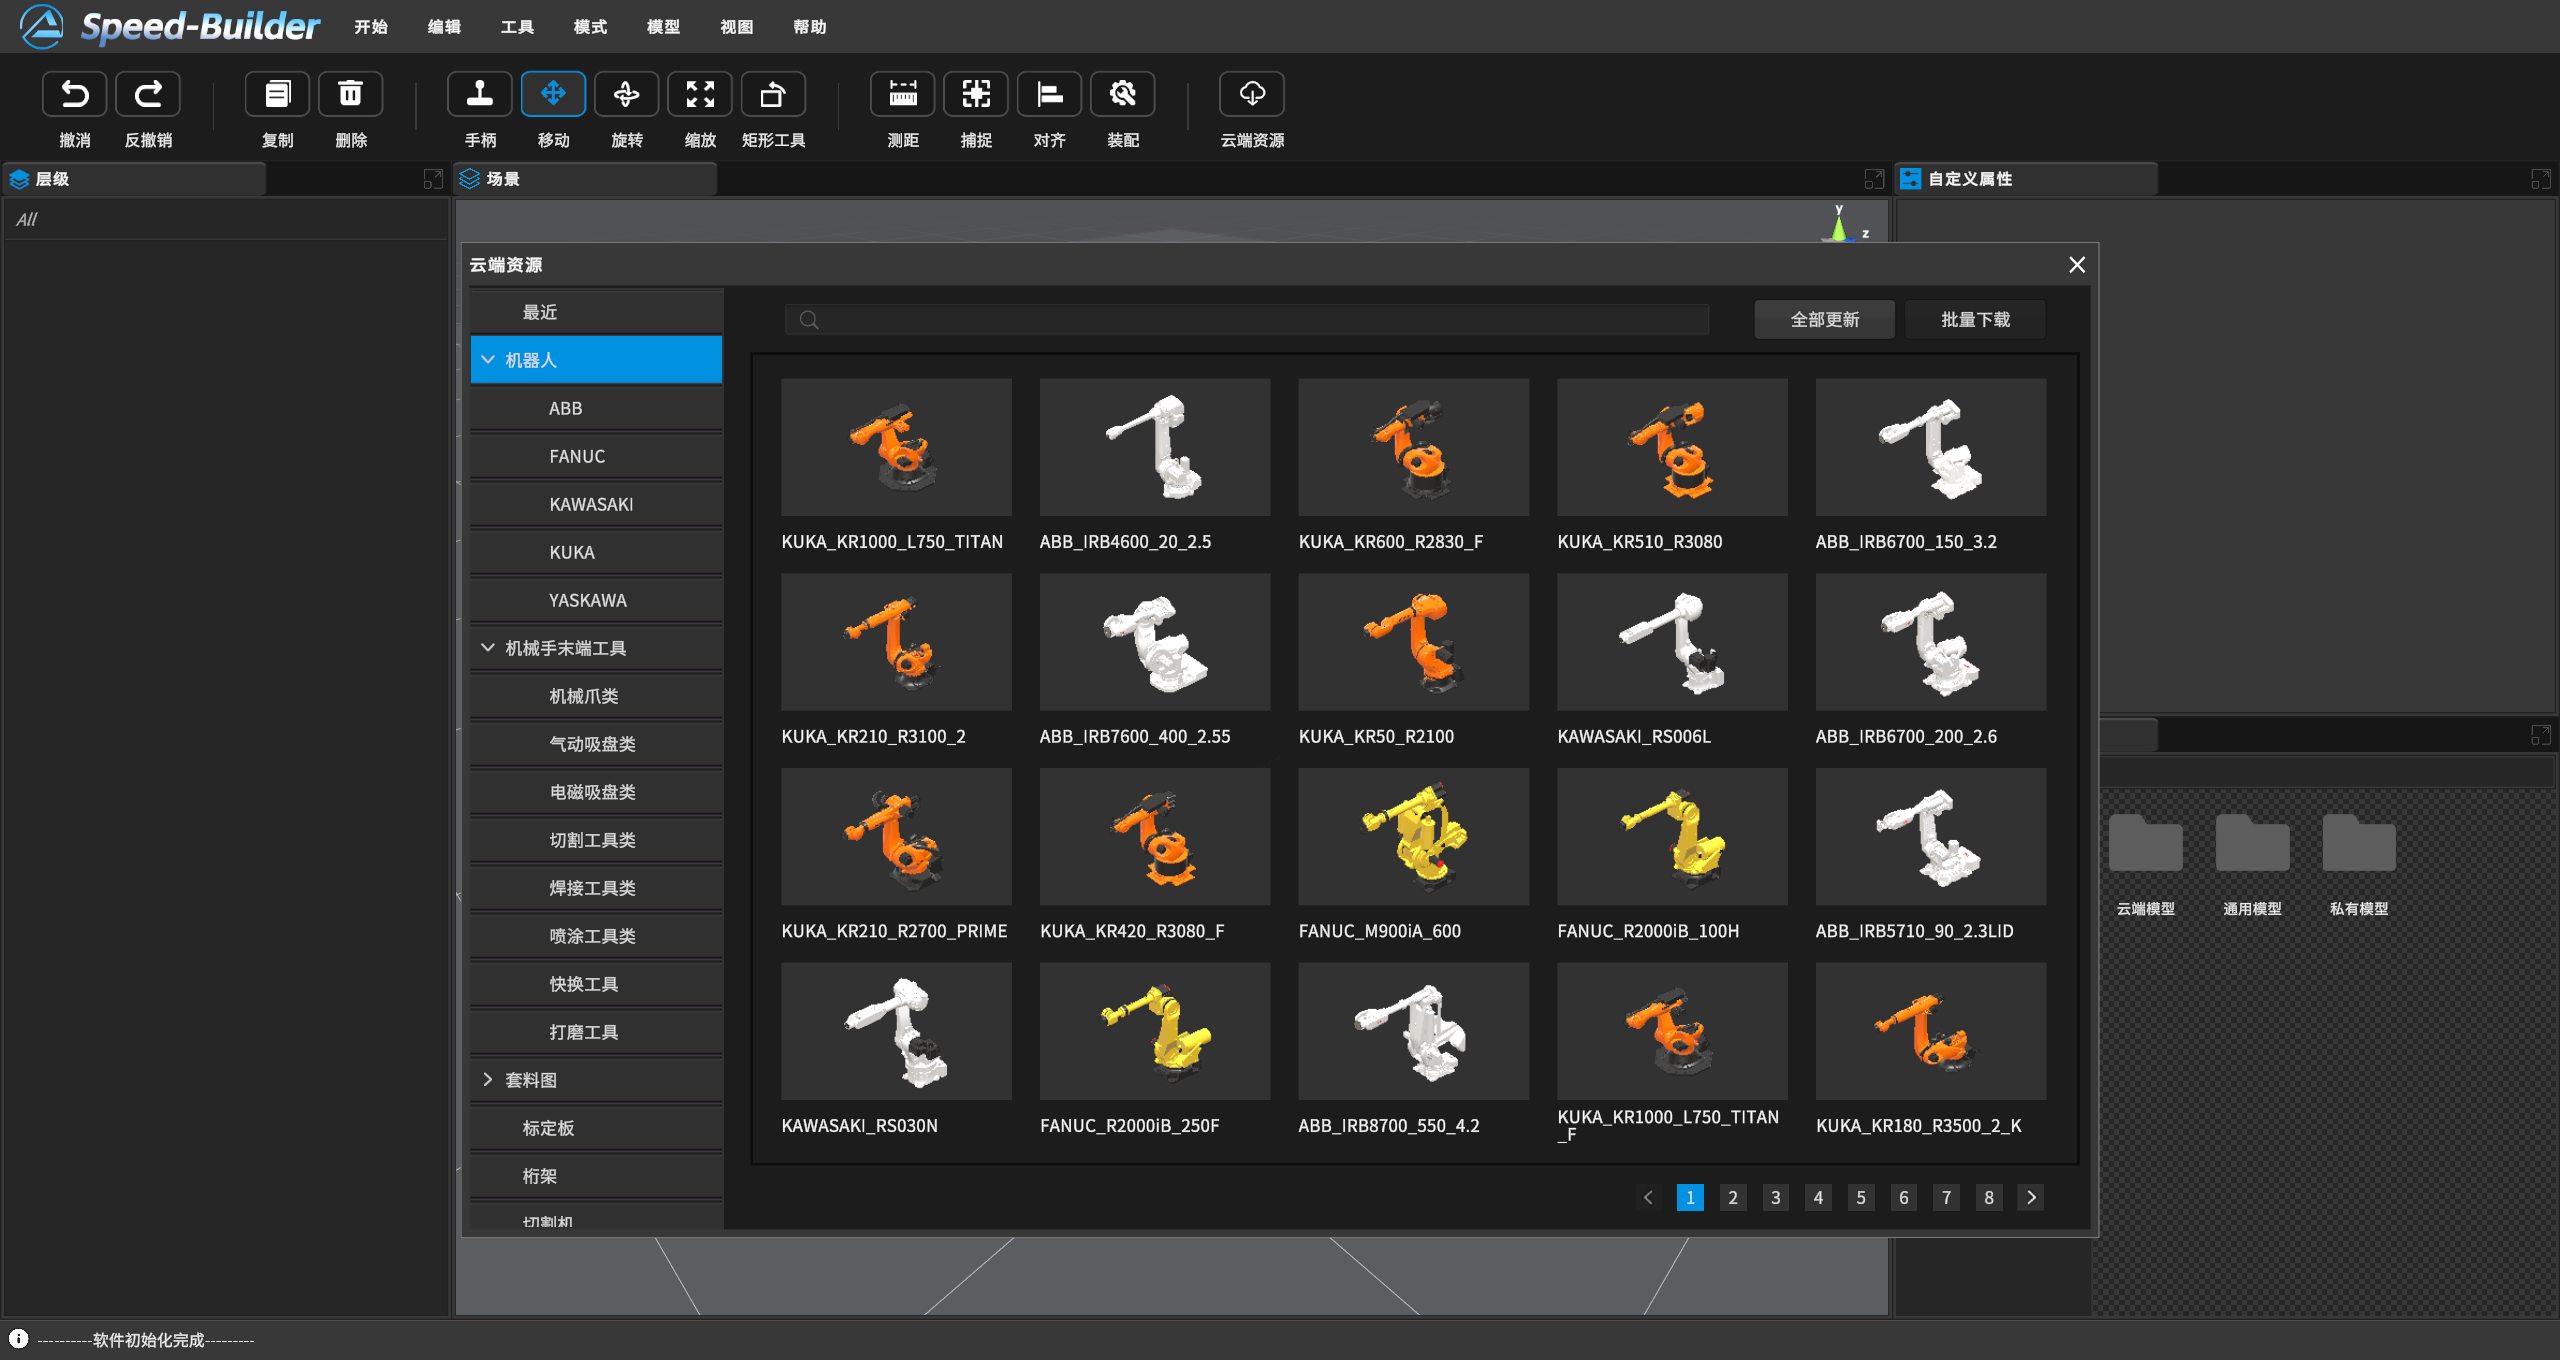 Speed-Builder 开始 编辑 工具 模式 模型 视图 帮助
撤消 反撤销 复制 删除 手柄 移动 旋转 缩放 矩形工具 测距 捕捉 对齐 装配 云端资源
层级 场景 自定义属性
All
y
z
云端资源
最近
机器人
ABB
FANUC
KAWASAKI
KUKA
YASKAWA
机械手末端工具
机械爪类
气动吸盘类
电磁吸盘类
切割工具类
焊接工具类
喷涂工具类
快换工具
打磨工具
套料图
标定板
桁架
切割机
全部更新 批量下载
KUKA_KR1000_L750_TITAN ABB_IRB4600_20_2.5 KUKA_KR600_R2830_F KUKA_KR510_R3080 ABB_IRB6700_150_3.2
KUKA_KR210_R3100_2 ABB_IRB7600_400_2.55 KUKA_KR50_R2100 KAWASAKI_RS006L ABB_IRB6700_200_2.6
KUKA_KR210_R2700_PRIME KUKA_KR420_R3080_F FANUC_M900iA_600 FANUC_R2000iB_100H ABB_IRB5710_90_2.3LID
KAWASAKI_RS030N FANUC_R2000iB_250F ABB_IRB8700_550_4.2 KUKA_KR1000_L750_TITAN
_F KUKA_KR180_R3500_2_K
1 2 3 4 5 6 7 8
云端模型 通用模型 私有模型
----------软件初始化完成---------